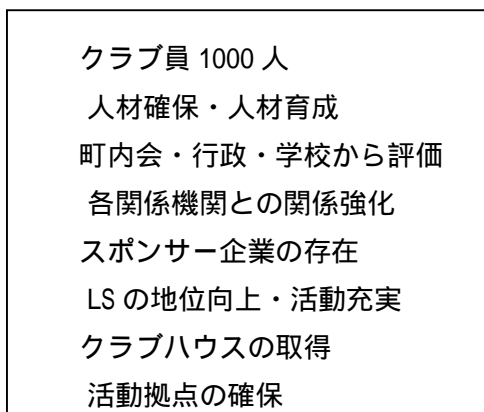 クラブ員 1000 人
人材確保・人材育成
町内会・行政・学校から評価
各関係機関との関係強化
スポンサー企業の存在
LS の地位向上・活動充実
クラブハウスの取得
活動拠点の確保